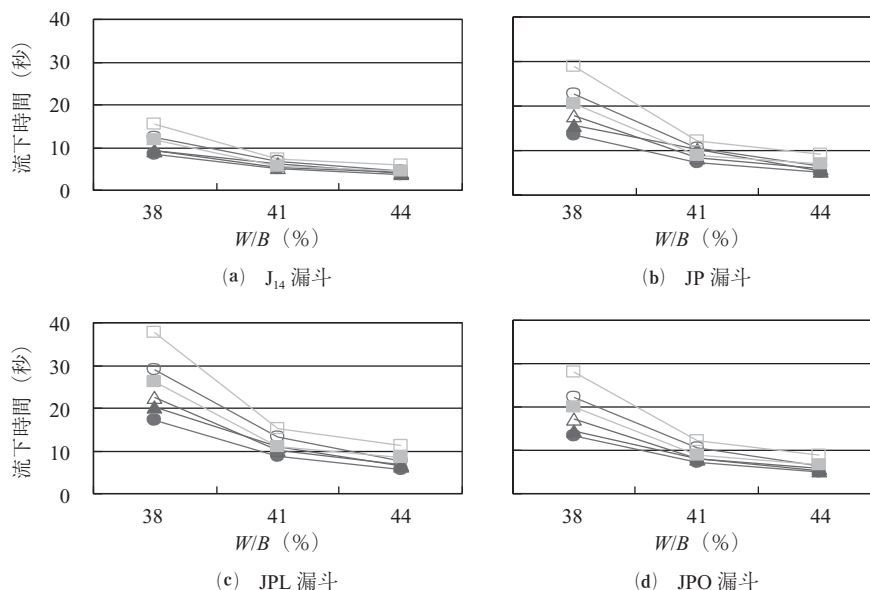 40
30
20
10
0
流下時間（秒）
38 41 44
W/B（%）
(a) J₁₄ 漏斗
38 41 44
W/B（%）
(b) JP 漏斗
40
30
20
10
0
流下時間（秒）
38 41 44
W/B（%）
(c) JPL 漏斗
38 41 44
W/B（%）
(d) JPO 漏斗